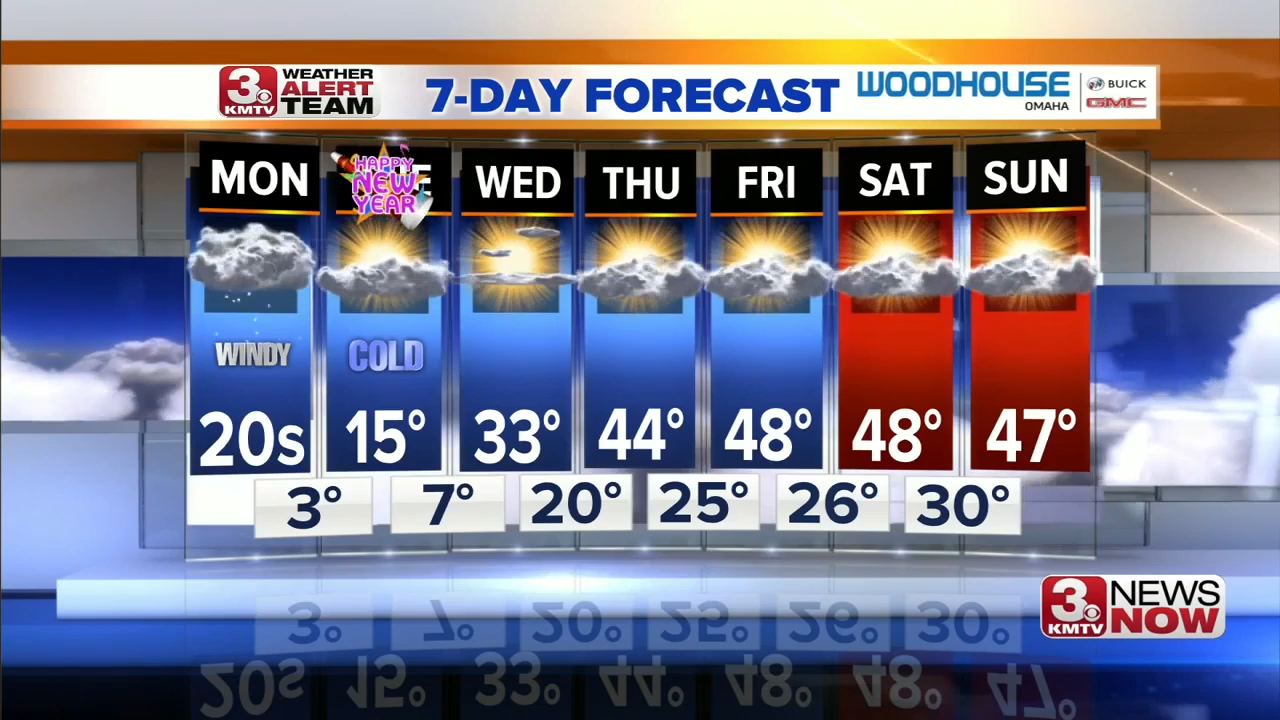 3 KMTV WEATHER ALERT TEAM
7-DAY FORECAST
WOODHOUSE OMAHA
BUICK
GMC
MON HAPPY NEW YEAR WED THU FRI SAT SUN
WINDY COLD
20s 15° 33° 44° 48° 48° 47°
3° 7° 20° 25° 26° 30°
3 KMTV NEWS NOW